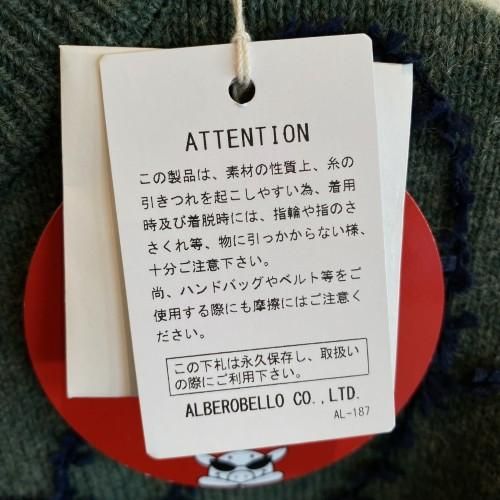 ATTENTION
この製品は、素材の性質上、糸の
引きつれを起こしやすい為、着用
時及び着脱時には、指輪や指のさ
さくれ等、物に引っかからない様、
十分ご注意下さい。
尚、ハンドバッグやベルト等をご
使用する際にも摩擦にはご注意く
ださい。
この下札は永久保存し、取扱い
の際にご利用下さい。
ALBEROBELLO CO.,LTD.
AL-187